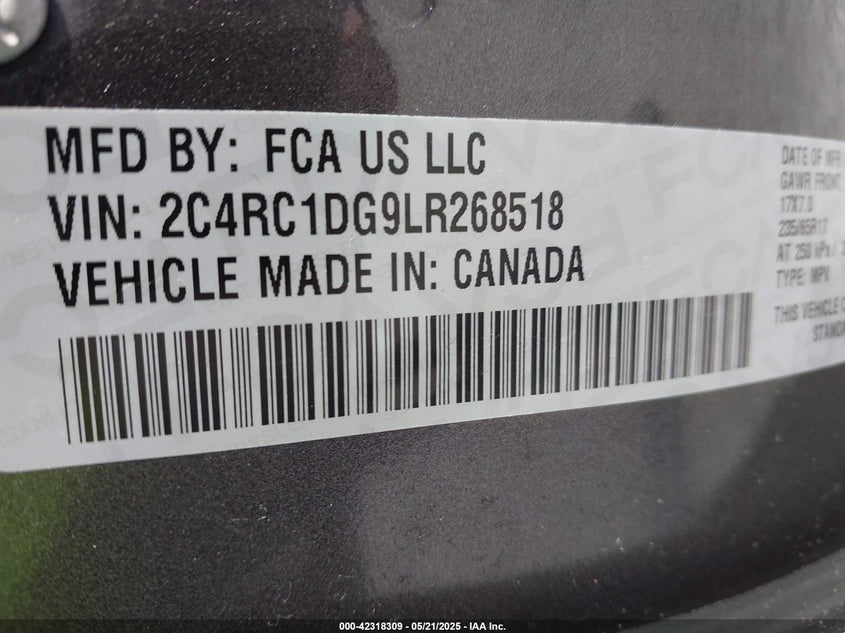 MFD BY: FCA US LLC
VIN: 2C4RC1DG9LR268518
VEHICLE MADE IN: CANADA
DATE OF MFR
GAWR FRONT
17X7.0
235/65R17
AT 250 kPa /
TYPE: MPV
THIS VEHICLE
000-42318309 - 05/21/2025 - IAA Inc.